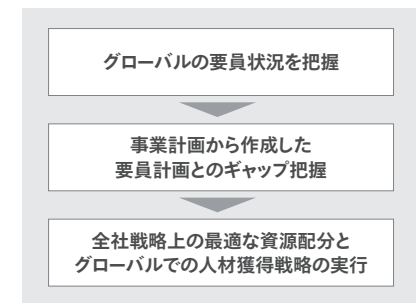 グローバルの要員状況を把握
事業計画から作成した
要員計画とのギャップ把握
全社戦略上の最適な資源配分と
グローバルでの人材獲得戦略の実行